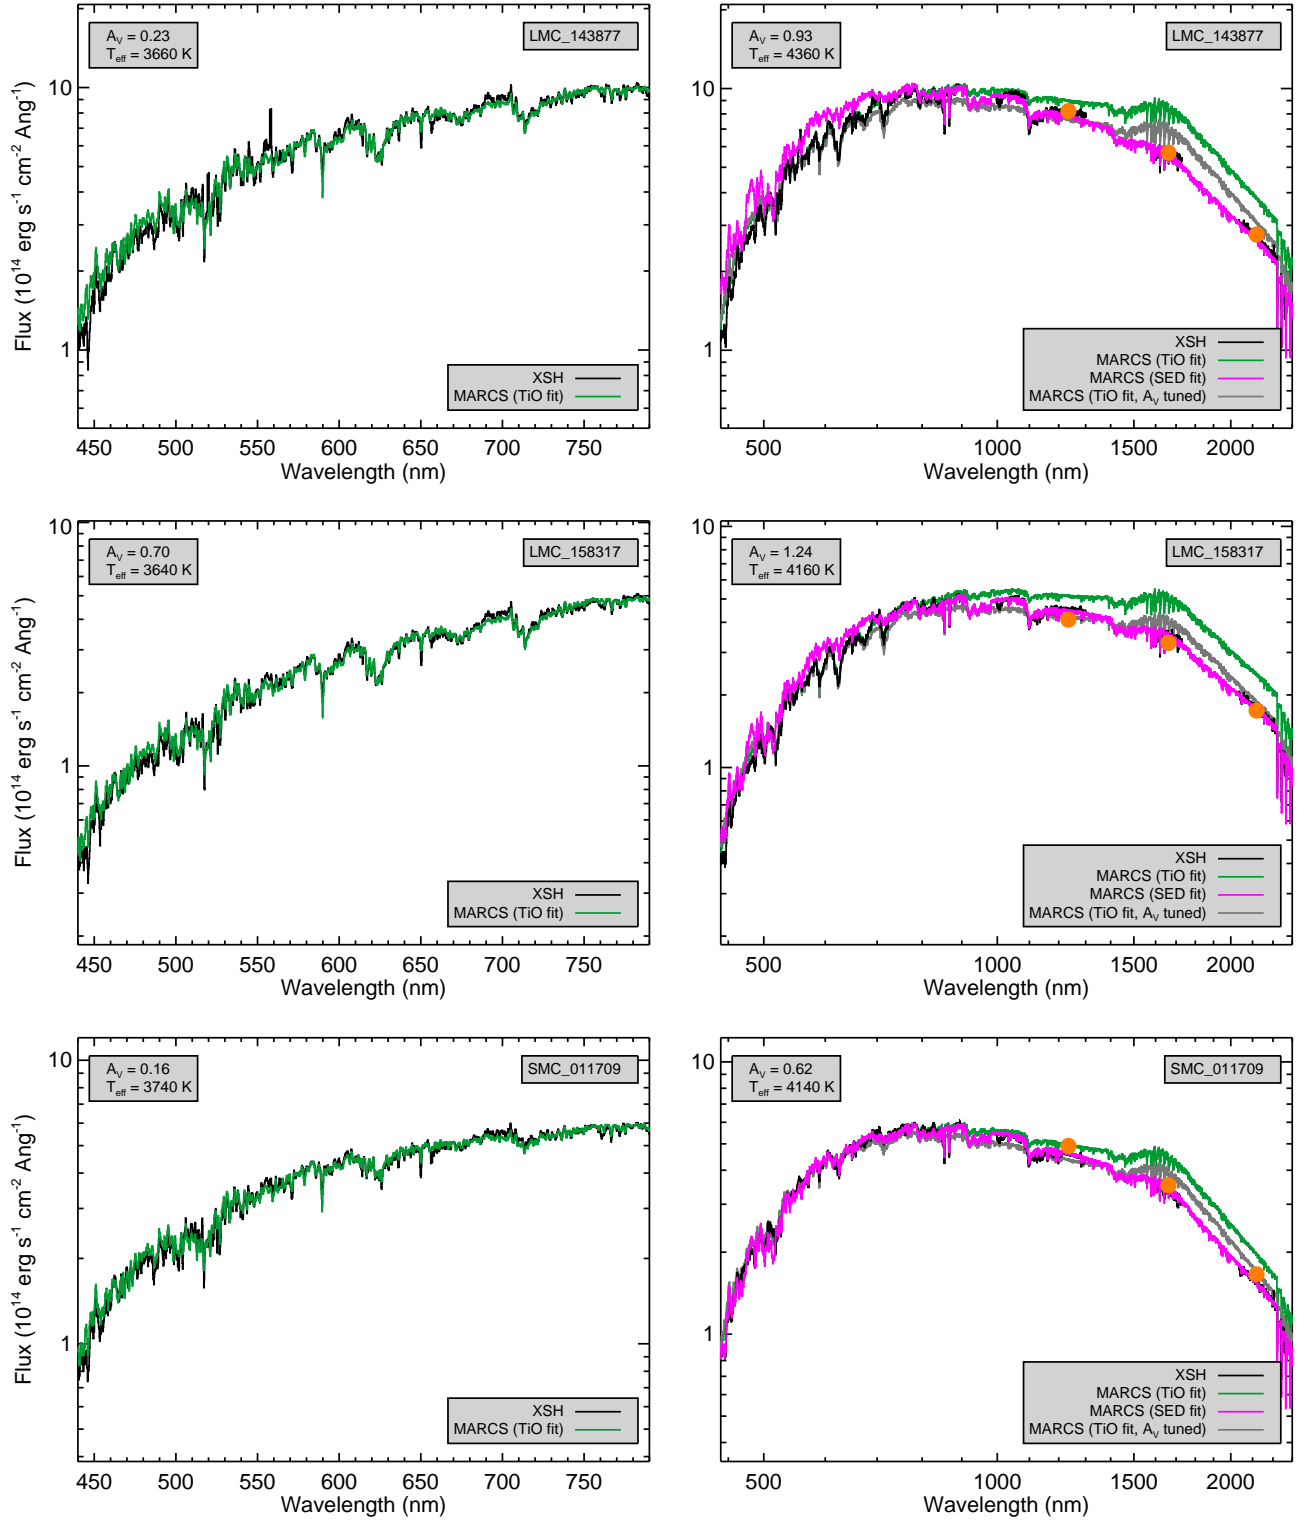 A_V = 0.23
T_eff = 3660 K
LMC_143877
10
1
Flux (10^14 erg s^-1 cm^-2 Ang^-1)
XSH
MARCS (TiO fit)
450 500 550 600 650 700 750
Wavelength (nm)
A_V = 0.93
T_eff = 4360 K
LMC_143877
10
1
XSH
MARCS (TiO fit)
MARCS (SED fit)
MARCS (TiO fit, A_V tuned)
500 1000 1500 2000
Wavelength (nm)
A_V = 0.70
T_eff = 3640 K
LMC_158317
10
1
Flux (10^14 erg s^-1 cm^-2 Ang^-1)
XSH
MARCS (TiO fit)
450 500 550 600 650 700 750
Wavelength (nm)
A_V = 1.24
T_eff = 4160 K
LMC_158317
10
1
XSH
MARCS (TiO fit)
MARCS (SED fit)
MARCS (TiO fit, A_V tuned)
500 1000 1500 2000
Wavelength (nm)
A_V = 0.16
T_eff = 3740 K
SMC_011709
10
1
Flux (10^14 erg s^-1 cm^-2 Ang^-1)
XSH
MARCS (TiO fit)
450 500 550 600 650 700 750
Wavelength (nm)
A_V = 0.62
T_eff = 4140 K
SMC_011709
10
1
XSH
MARCS (TiO fit)
MARCS (SED fit)
MARCS (TiO fit, A_V tuned)
500 1000 1500 2000
Wavelength (nm)